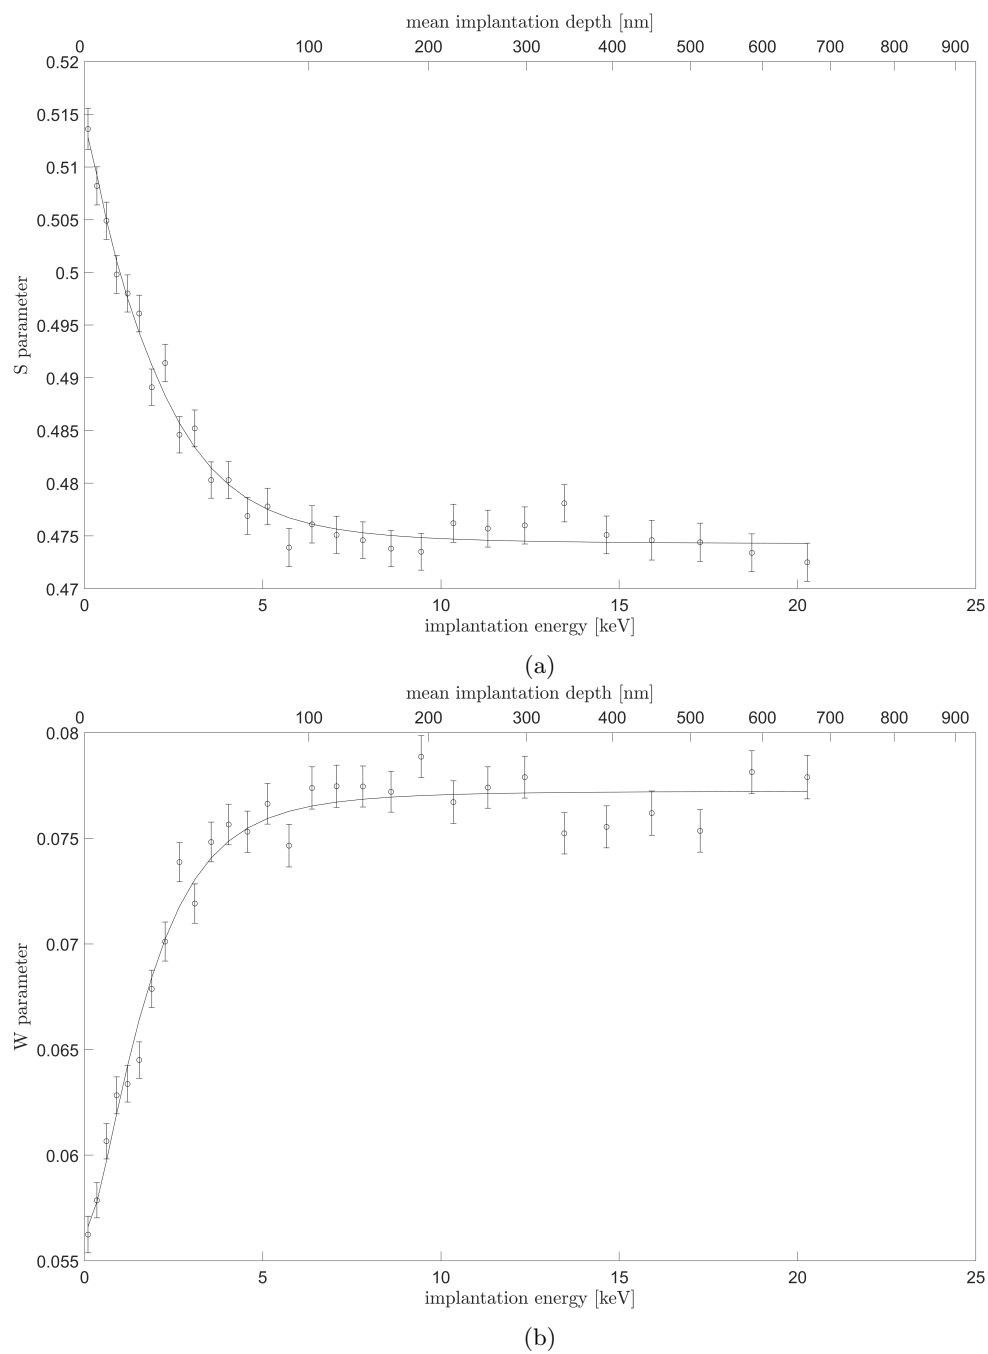 mean implantation depth [nm]
0 100 200 300 400 500 600 700 800 900
0.52
0.515
0.51
0.505
0.5
0.495
0.49
0.485
0.48
0.475
0.47
S parameter
0 5 10 15 20 25
implantation energy [keV]
(a)
mean implantation depth [nm]
0 100 200 300 400 500 600 700 800 900
0.08
0.075
0.07
0.065
0.06
0.055
W parameter
0 5 10 15 20 25
implantation energy [keV]
(b)